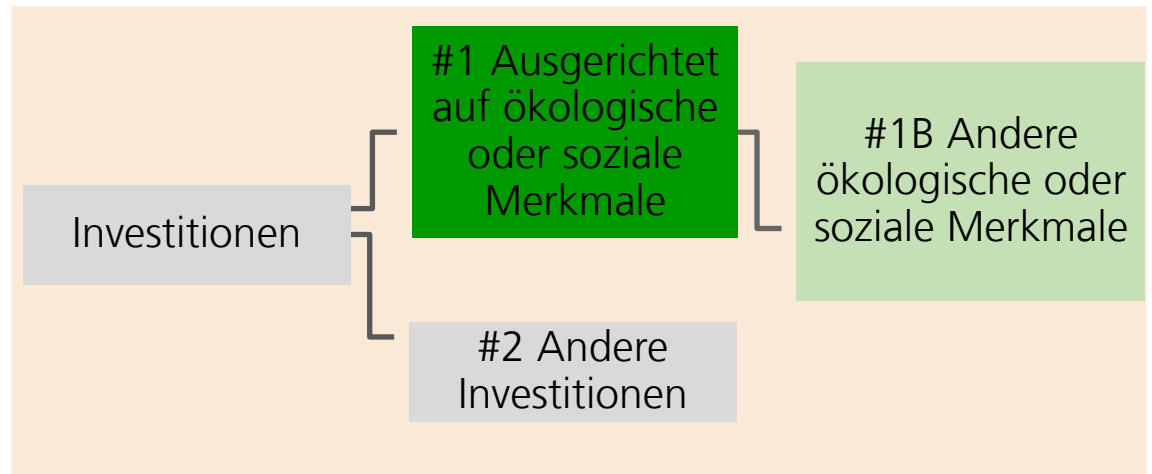 Investitionen
#1 Ausgerichtet
auf ökologische
oder soziale
Merkmale
#1B Andere
ökologische oder
soziale Merkmale
#2 Andere
Investitionen